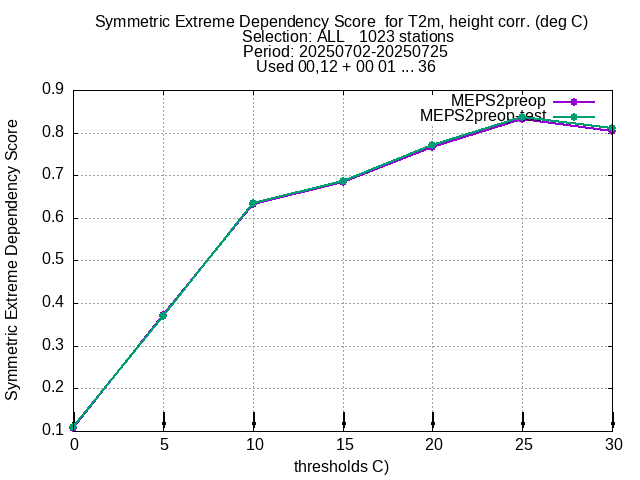 Symmetric Extreme Dependency Score  for T2m, height corr. (deg C)
Selection: ALL   1023 stations
Period: 20250702-20250725
Used 00,12 + 00 01 ... 36
MEPS2preop
MEPS2preop-test
Symmetric Extreme Dependency Score
0.9
0.8
0.7
0.6
0.5
0.4
0.3
0.2
0.1
0 5 10 15 20 25 30
thresholds C)